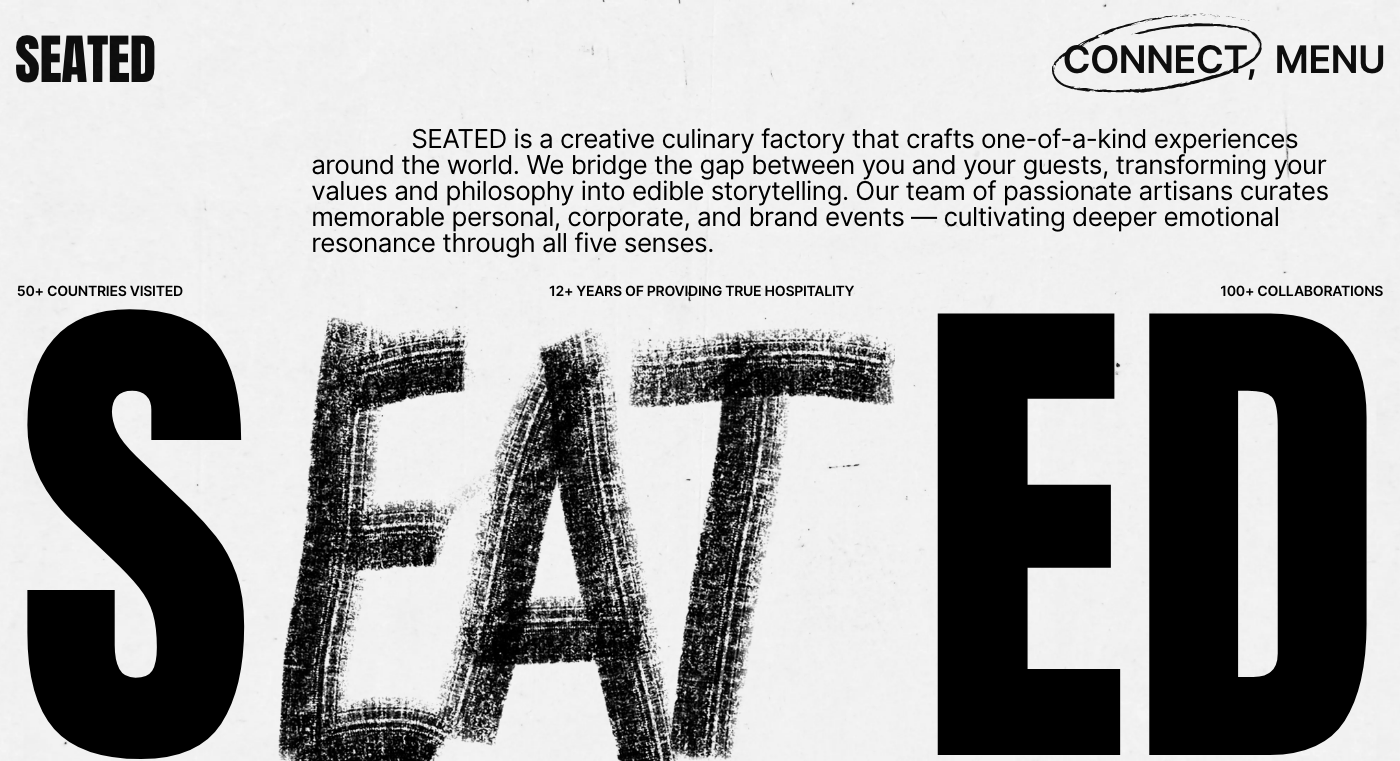 SEATED
CONNECT, MENU
SEATED is a creative culinary factory that crafts one-of-a-kind experiences
around the world. We bridge the gap between you and your guests, transforming your
values and philosophy into edible storytelling. Our team of passionate artisans curates
memorable personal, corporate, and brand events — cultivating deeper emotional
resonance through all five senses.
50+ COUNTRIES VISITED
12+ YEARS OF PROVIDING TRUE HOSPITALITY
100+ COLLABORATIONS
SEATED